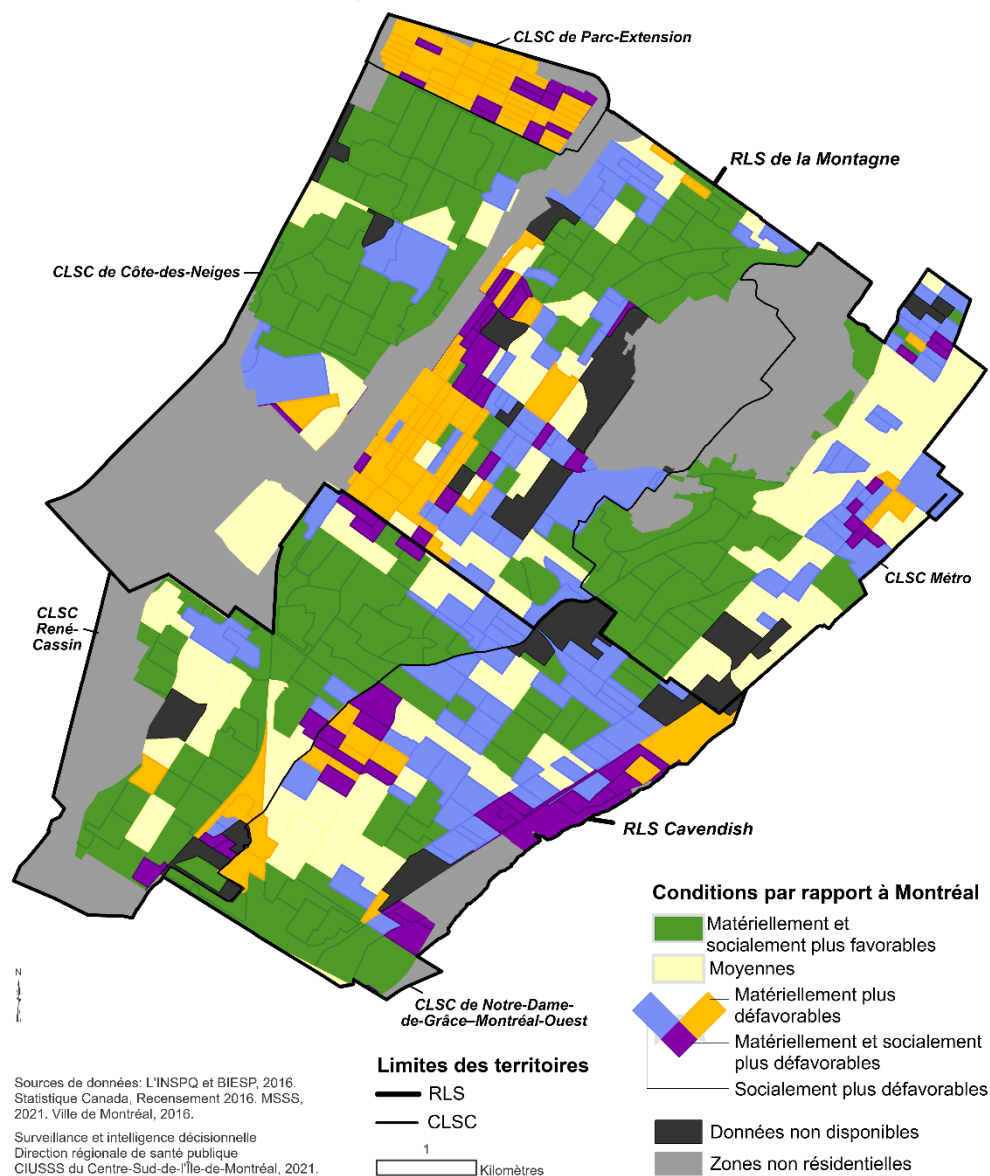 CLSC de Parc-Extension
RLS de la Montagne
CLSC de Côte-des-Neiges
CLSC Métro
CLSC
René-
Cassin
RLS Cavendish
CLSC de Notre-Dame-
de-Grâce–Montréal-Ouest
Conditions par rapport à Montréal
Matériellement et
socialement plus favorables
Moyennes
Matériellement plus
défavorables
Matériellement et socialement
plus défavorables
Socialement plus défavorables
Données non disponibles
Zones non résidentielles
Limites des territoires
RLS
CLSC
1
Kilomètres
N
Sources de données: L'INSPQ et BIESP, 2016.
Statistique Canada, Recensement 2016. MSSS,
2021. Ville de Montréal, 2016.
Surveillance et intelligence décisionnelle
Direction régionale de santé publique
CIUSSS du Centre-Sud-de-l'Île-de-Montréal, 2021.